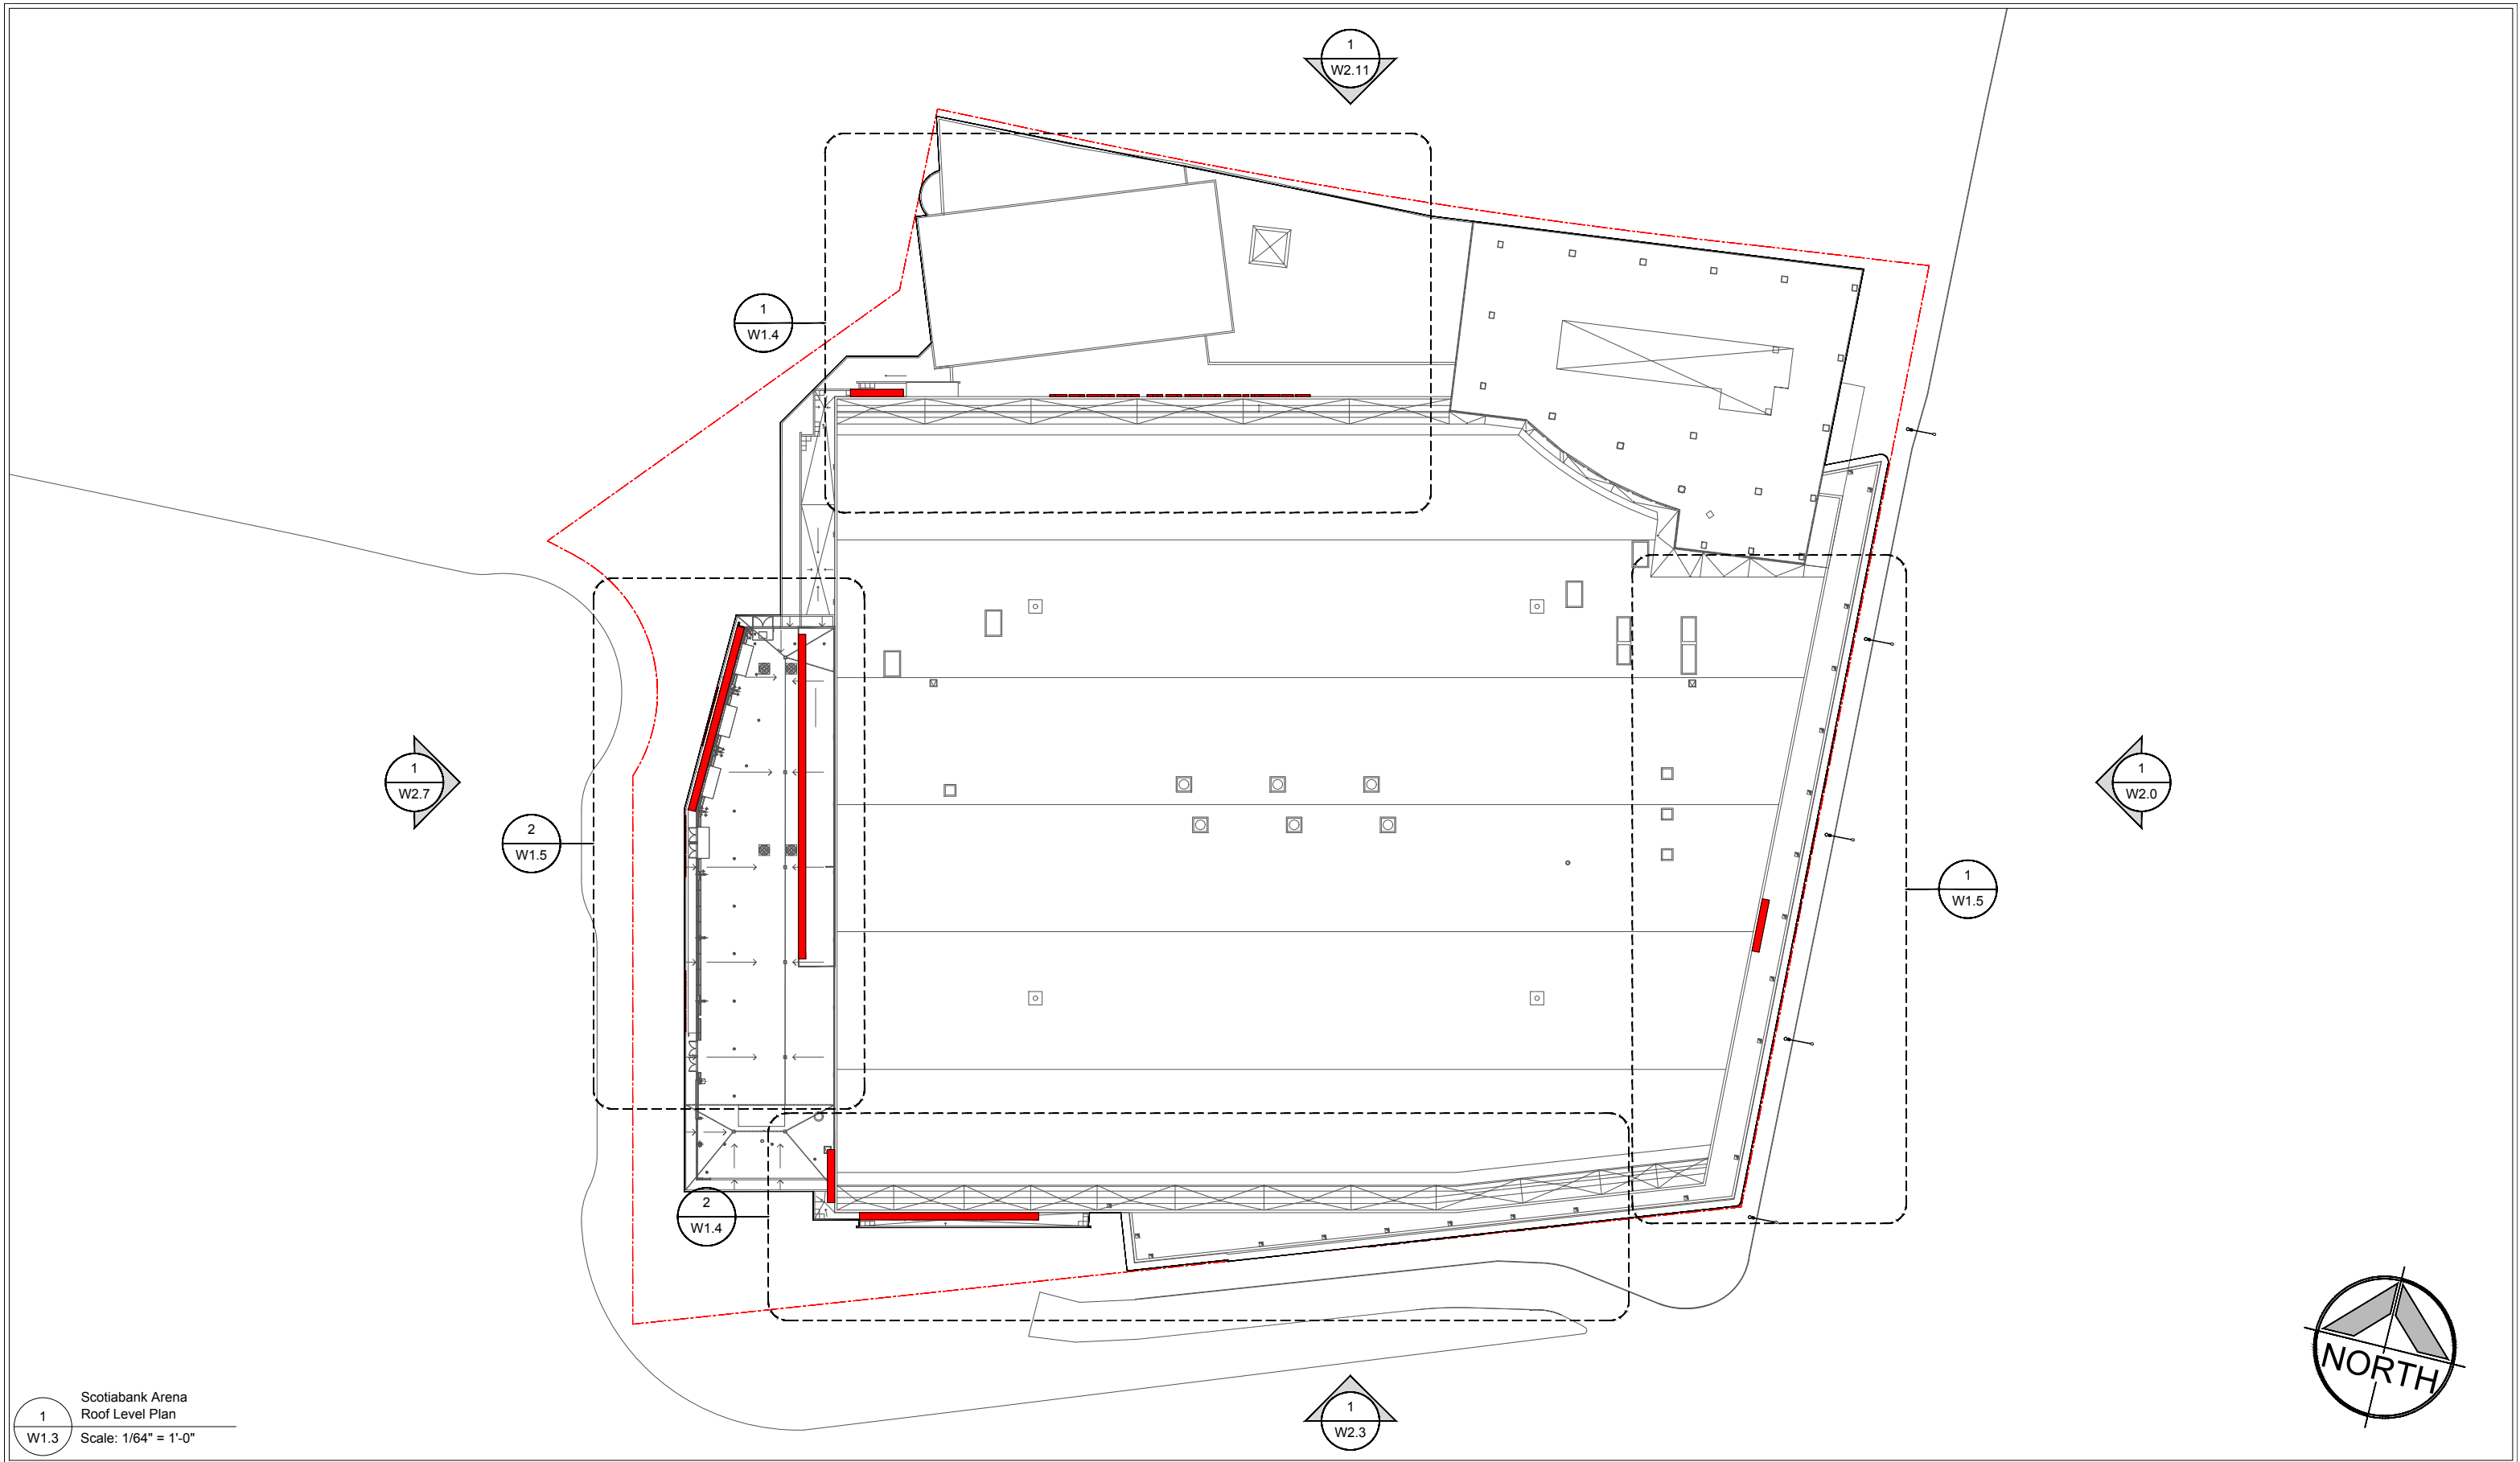 1
W2.11
1
W1.4
1
W2.7
2
W1.5
1
W2.0
1
W1.5
2
W1.4
1
W2.3
NORTH
1
W1.3
Scotiabank Arena
Roof Level Plan
Scale: 1/64" = 1'-0"